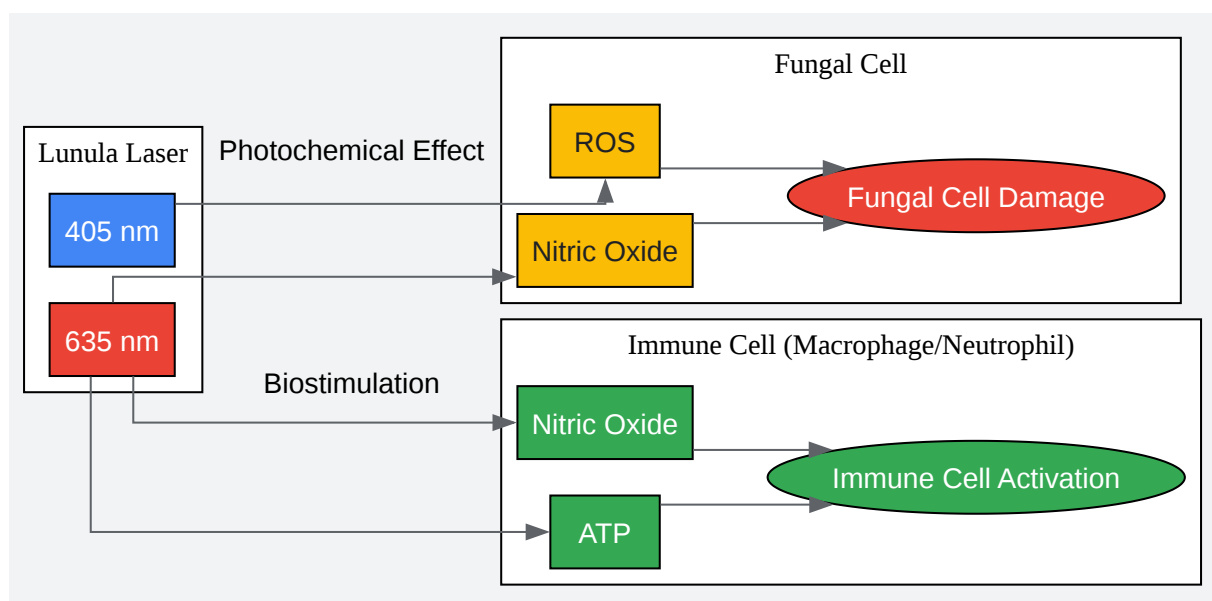 Fungal Cell
Lunula Laser
Photochemical Effect
ROS
405 nm
Fungal Cell Damage
Nitric Oxide
635 nm
Immune Cell (Macrophage/Neutrophil)
Biostimulation
Nitric Oxide
Immune Cell Activation
ATP